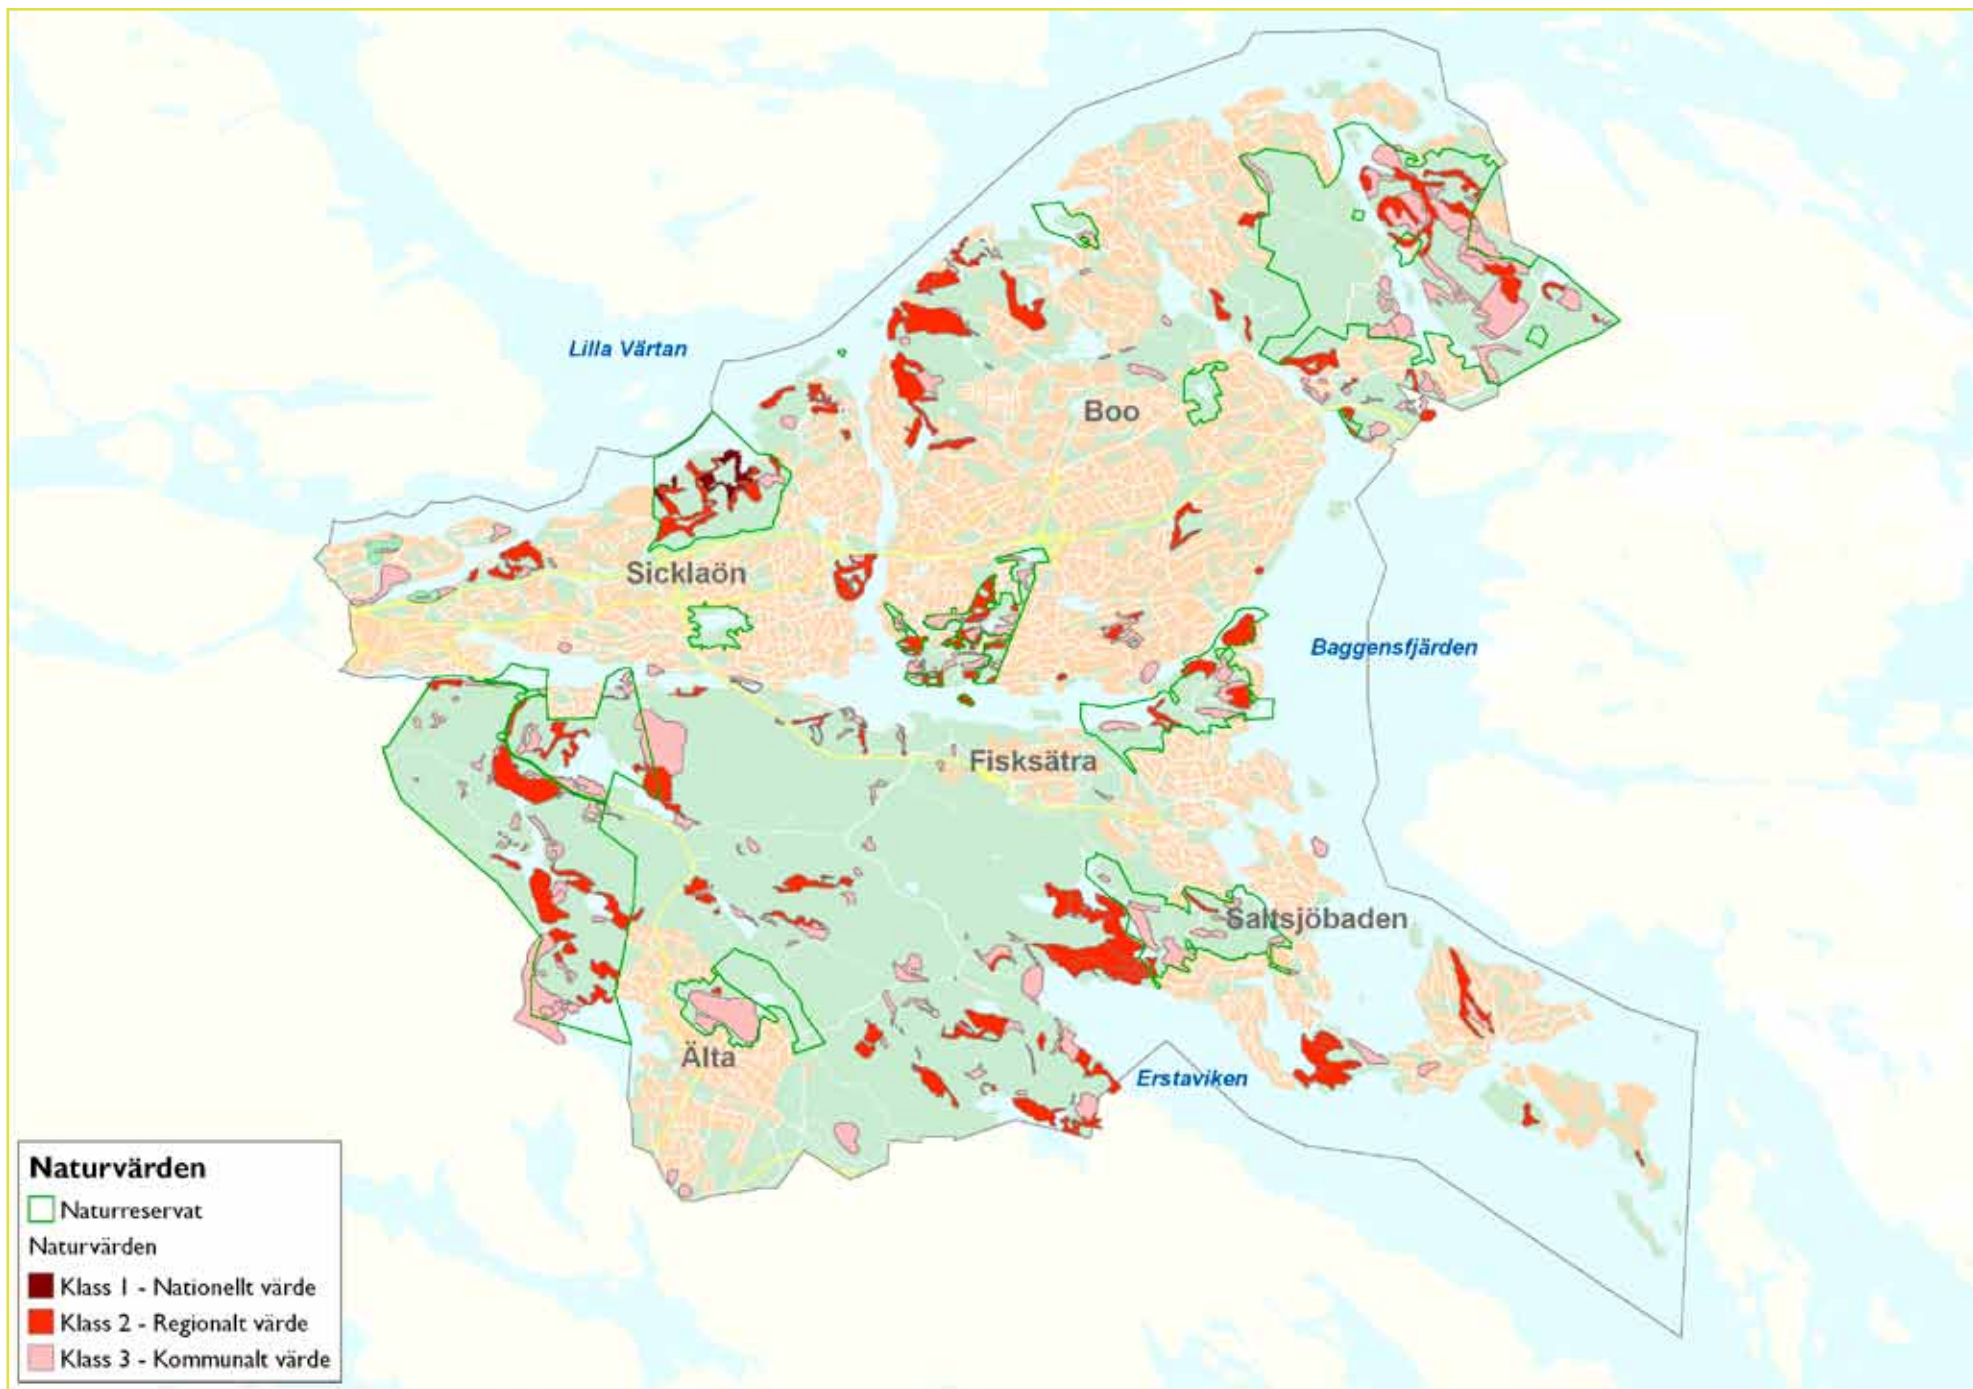 Lilla Värtan
Boo
Sicklaön
Baggensfjärden
Fisksätra
Saltsjöbaden
Älta
Erstaviken
Naturvärden
Naturreservat
Naturvärden
Klass 1 - Nationellt värde
Klass 2 - Regionalt värde
Klass 3 - Kommunalt värde